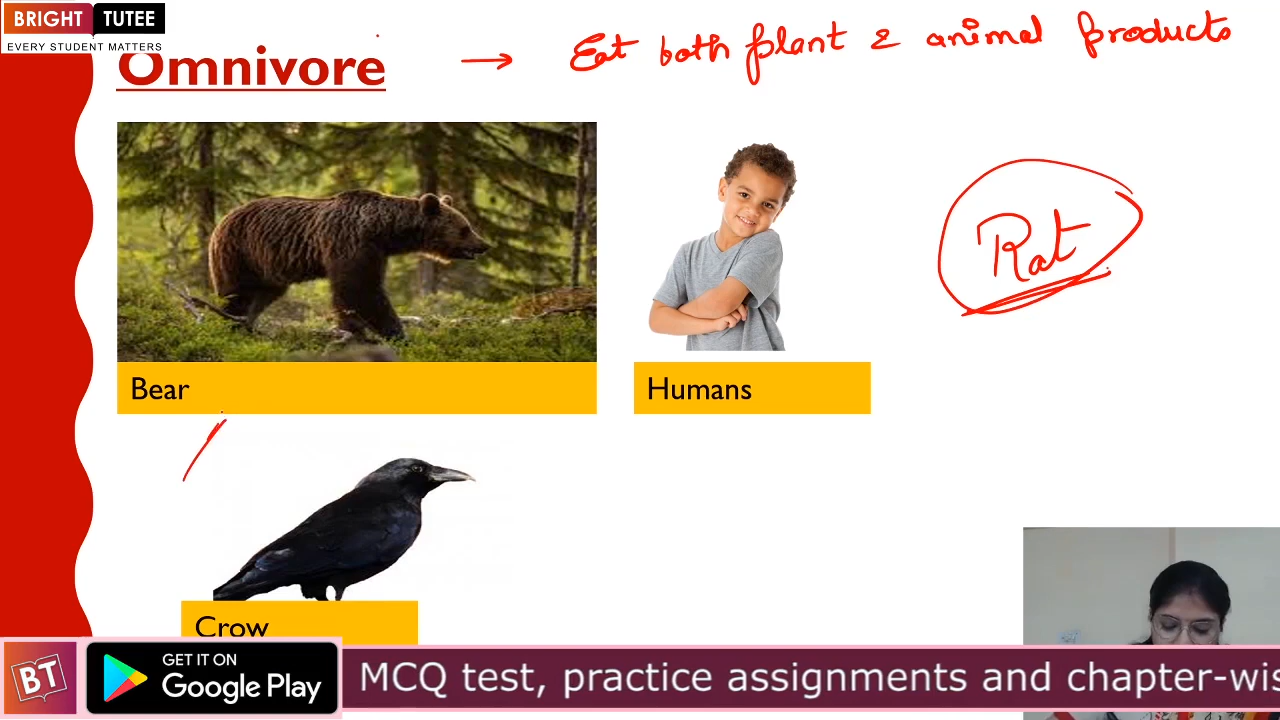 BRIGHT TUTEE
EVERY STUDENT MATTERS
Omnivore → Eat both plant & animal products
Rat
Bear
Humans
Crow
BT
GET IT ON
Google Play
MCQ test, practice assignments and chapter-wis